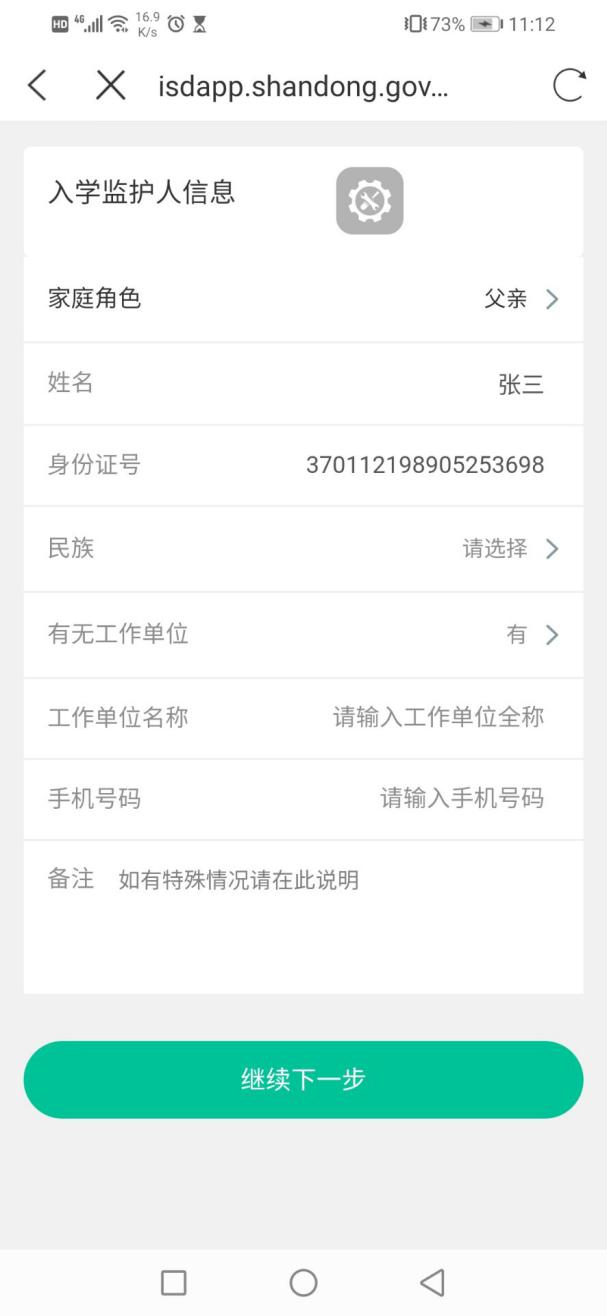 HD 4G 16.9 K/s 73% 11:12
isdapp.shandong.gov...
入学监护人信息
家庭角色 父亲
姓名 张三
身份证号 370112198905253698
民族 请选择
有无工作单位 有
工作单位名称 请输入工作单位全称
手机号码 请输入手机号码
备注 如有特殊情况请在此说明
继续下一步